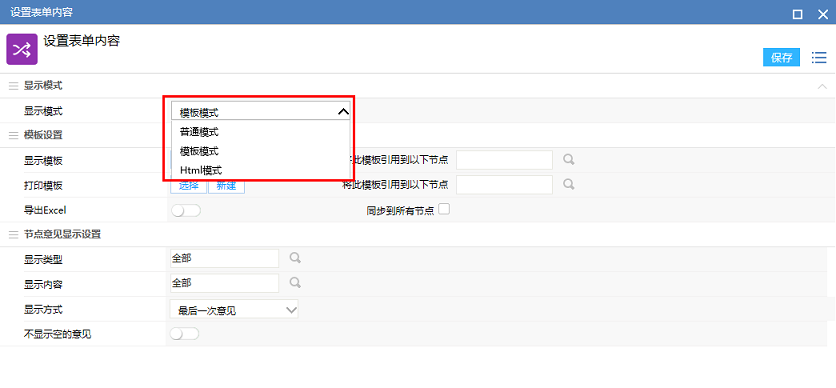 设置表单内容
设置表单内容
保存
显示模式
显示模式
模板模式
普通模式
模板模式
Html模式
模板设置
显示模板
将此模板引用到以下节点
打印模板
选择 新建
将此模板引用到以下节点
导出Excel
同步到所有节点
节点意见显示设置
显示类型
全部
显示内容
全部
显示方式
最后一次意见
不显示空的意见